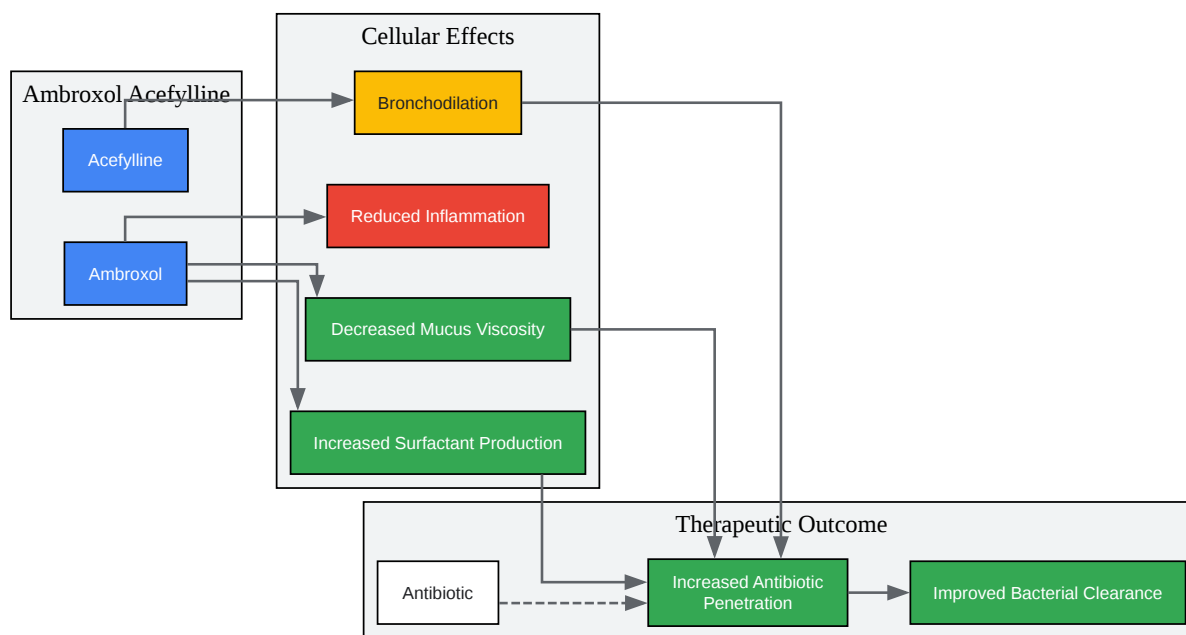 Cellular Effects
Ambroxol Acefylline
Bronchodilation
Acefylline
Reduced Inflammation
Ambroxol
Decreased Mucus Viscosity
Increased Surfactant Production
Therapeutic Outcome
Antibiotic
Increased Antibiotic
Penetration
Improved Bacterial Clearance